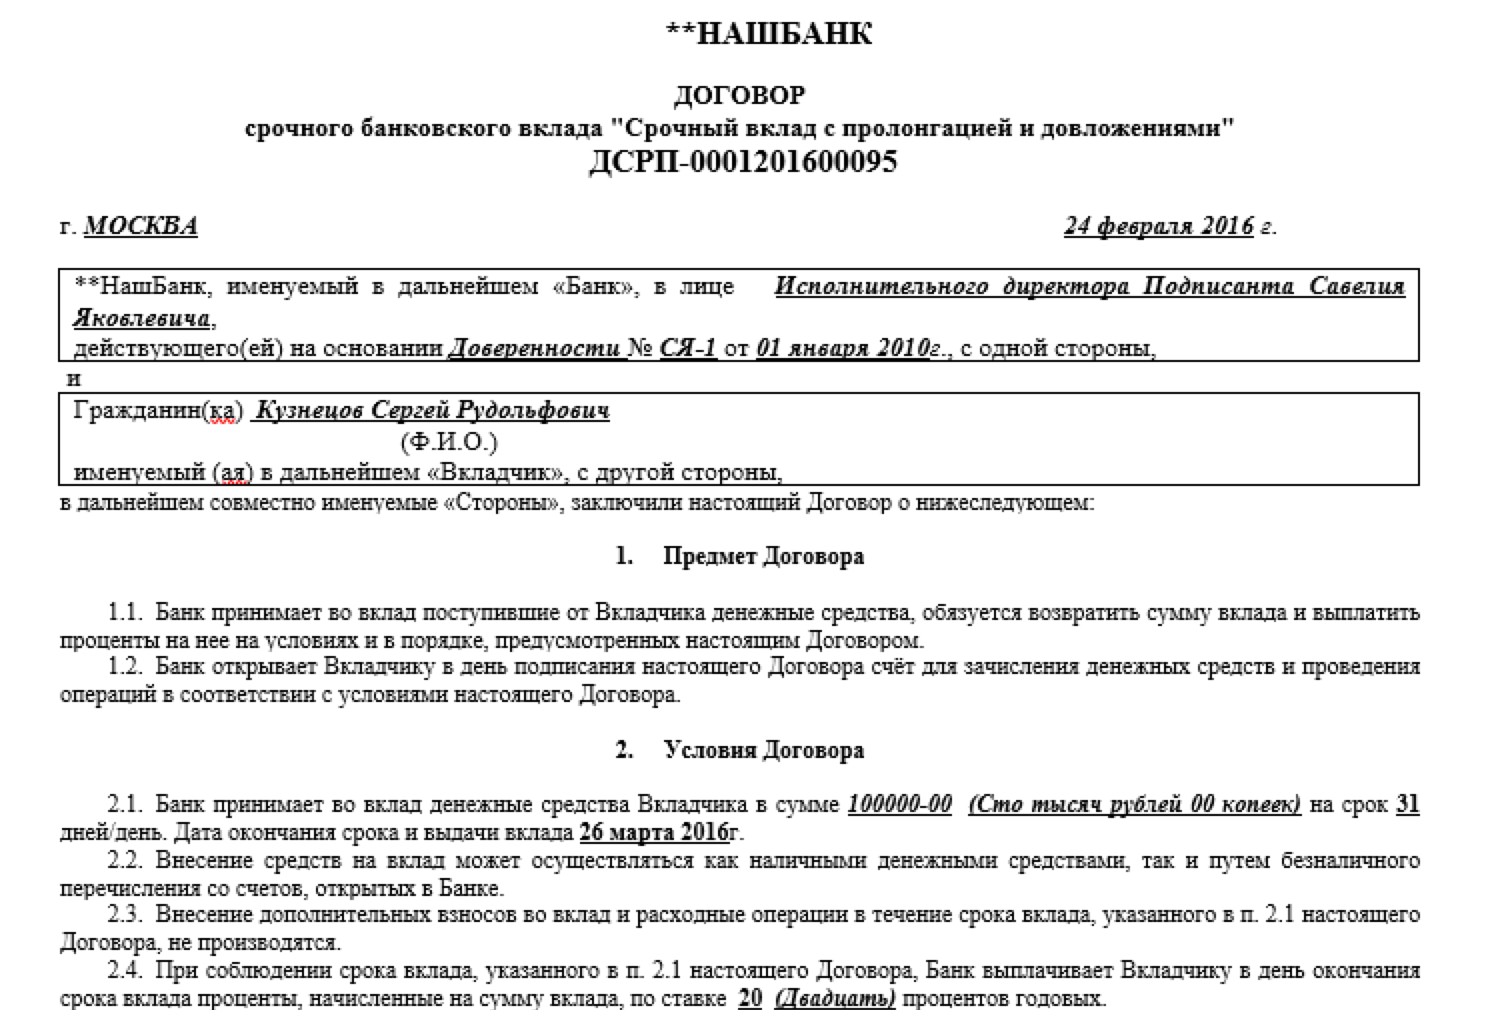 **НАШБАНК
ДОГОВОР
срочного банковского вклада "Срочный вклад с пролонгацией и довложениями"
ДСРП-0001201600095
г. МОСКВА 24 февраля 2016 г.
**НашБанк, именуемый в дальнейшем «Банк», в лице Исполнительного директора Подписанта Савелия
Яковлевича,
действующего(ей) на основании Доверенности № СЯ-1 от 01 января 2010г., с одной стороны,
и
Гражданин(ка) Кузнецов Сергей Рудольфович
(Ф.И.О.)
именуемый (ая) в дальнейшем «Вкладчик», с другой стороны,
в дальнейшем совместно именуемые «Стороны», заключили настоящий Договор о нижеследующем:
1. Предмет Договора
1.1. Банк принимает во вклад поступившие от Вкладчика денежные средства, обязуется возвратить сумму вклада и выплатить
проценты на нее на условиях и в порядке, предусмотренных настоящим Договором.
1.2. Банк открывает Вкладчику в день подписания настоящего Договора счёт для зачисления денежных средств и проведения
операций в соответствии с условиями настоящего Договора.
2. Условия Договора
2.1. Банк принимает во вклад денежные средства Вкладчика в сумме 100000-00 (Сто тысяч рублей 00 копеек) на срок 31
дней/день. Дата окончания срока и выдачи вклада 26 марта 2016г.
2.2. Внесение средств на вклад может осуществляться как наличными денежными средствами, так и путем безналичного
перечисления со счетов, открытых в Банке.
2.3. Внесение дополнительных взносов во вклад и расходные операции в течение срока вклада, указанного в п. 2.1 настоящего
Договора, не производятся.
2.4. При соблюдении срока вклада, указанного в п. 2.1 настоящего Договора, Банк выплачивает Вкладчику в день окончания
срока вклада проценты, начисленные на сумму вклада, по ставке 20 (Двадцать) процентов годовых.